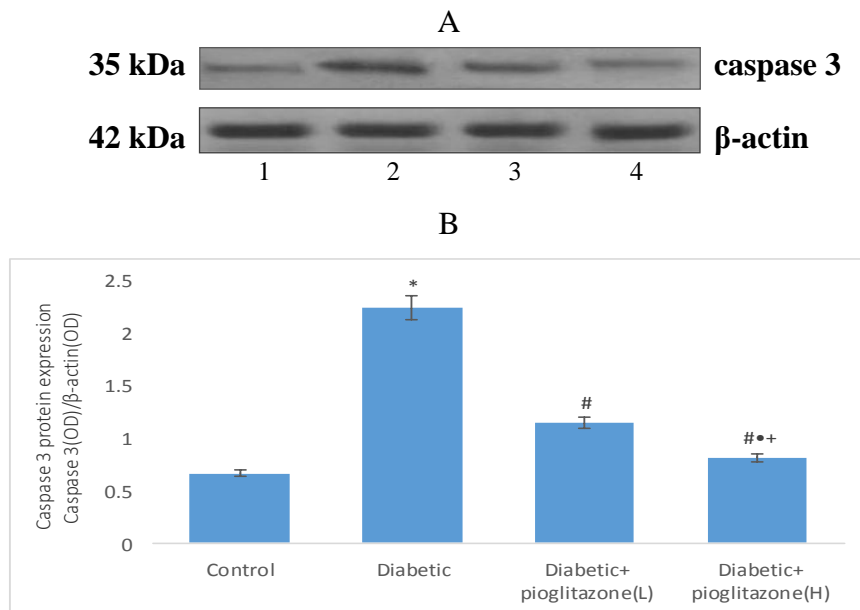 A
35 kDa
caspase 3
42 kDa
β-actin
1 2 3 4
B
Caspase 3 protein expression
Caspase 3(OD)/β-actin(OD)
2.5
2
1.5
1
0.5
0
*
#
#•+
Control
Diabetic
Diabetic+
pioglitazone(L)
Diabetic+
pioglitazone(H)